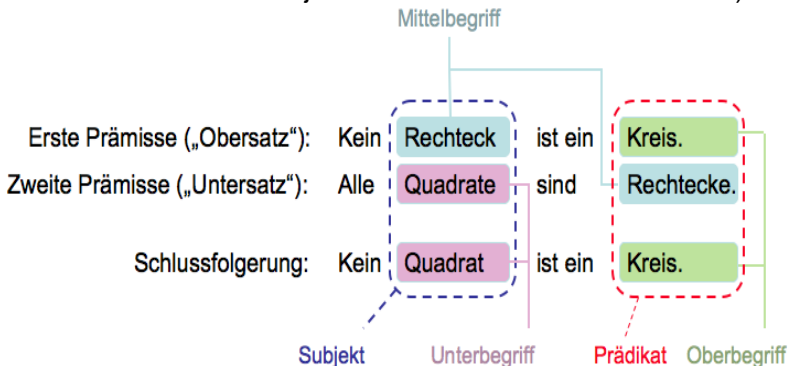 Mittelbegriff
Erste Prämisse („Obersatz“): Kein Rechteck ist ein Kreis.
Zweite Prämisse („Untersatz“): Alle Quadrate sind Rechtecke.
Schlussfolgerung: Kein Quadrat ist ein Kreis.
Subjekt Unterbegriff Prädikat Oberbegriff